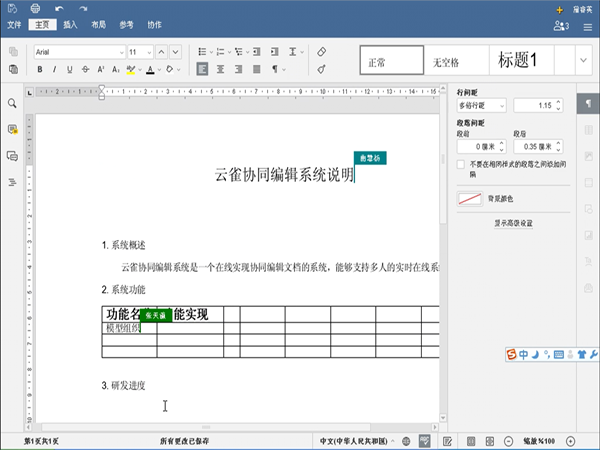 文件 主页 插入 布局 参考 协作
3
Arial 11
正常 无空格 标题1
行间距
多倍行距 1.15
段落间距
段前 段后
0 厘米 0.35 厘米
不要在相同样式的段落之间添加间隔
背景颜色
显示高级设置
云雀协同编辑系统说明
1. 系统概述
云雀协同编辑系统是一个在线实现协同编辑文档的系统，能够支持多人的实时在线系
2. 系统功能
功能名 能实现
模型组织
3. 研发进度
中
第1页共1页 所有更改已保存 中文(中华人民共和国) 缩放%100